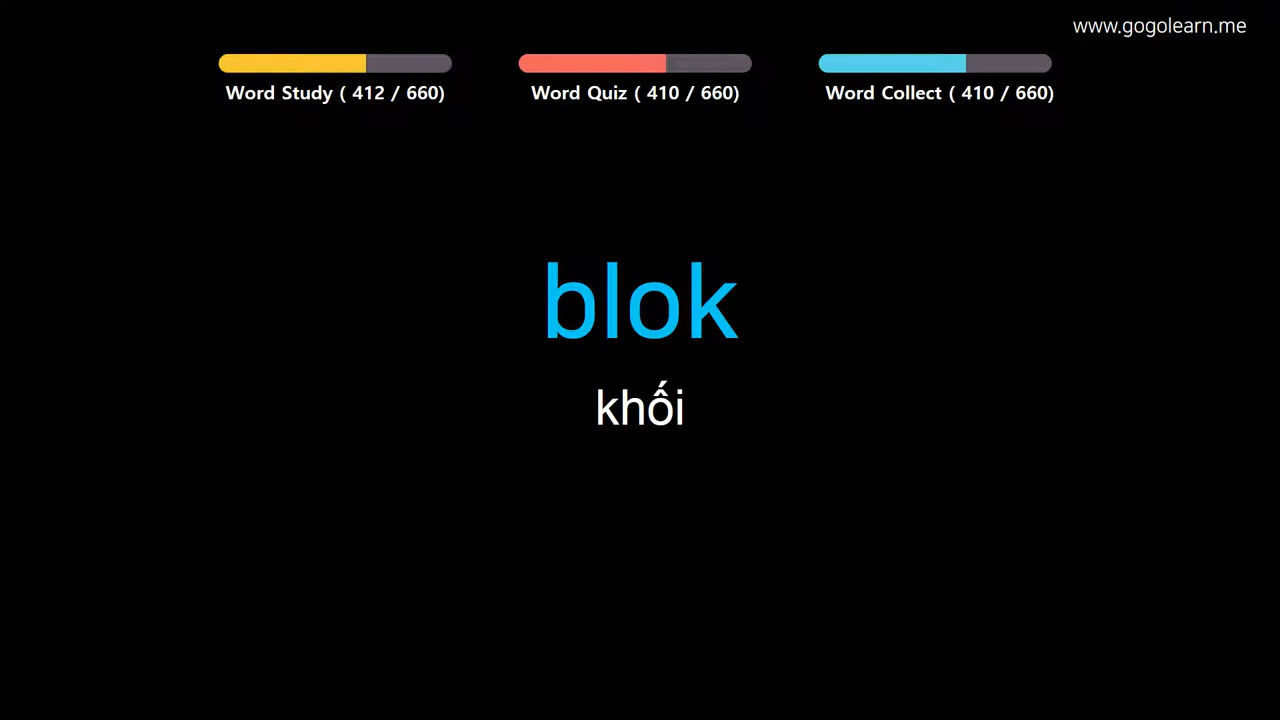 www.gogolearn.me
Word Study ( 412 / 660)
Word Quiz ( 410 / 660)
Word Collect ( 410 / 660)
blok
khối